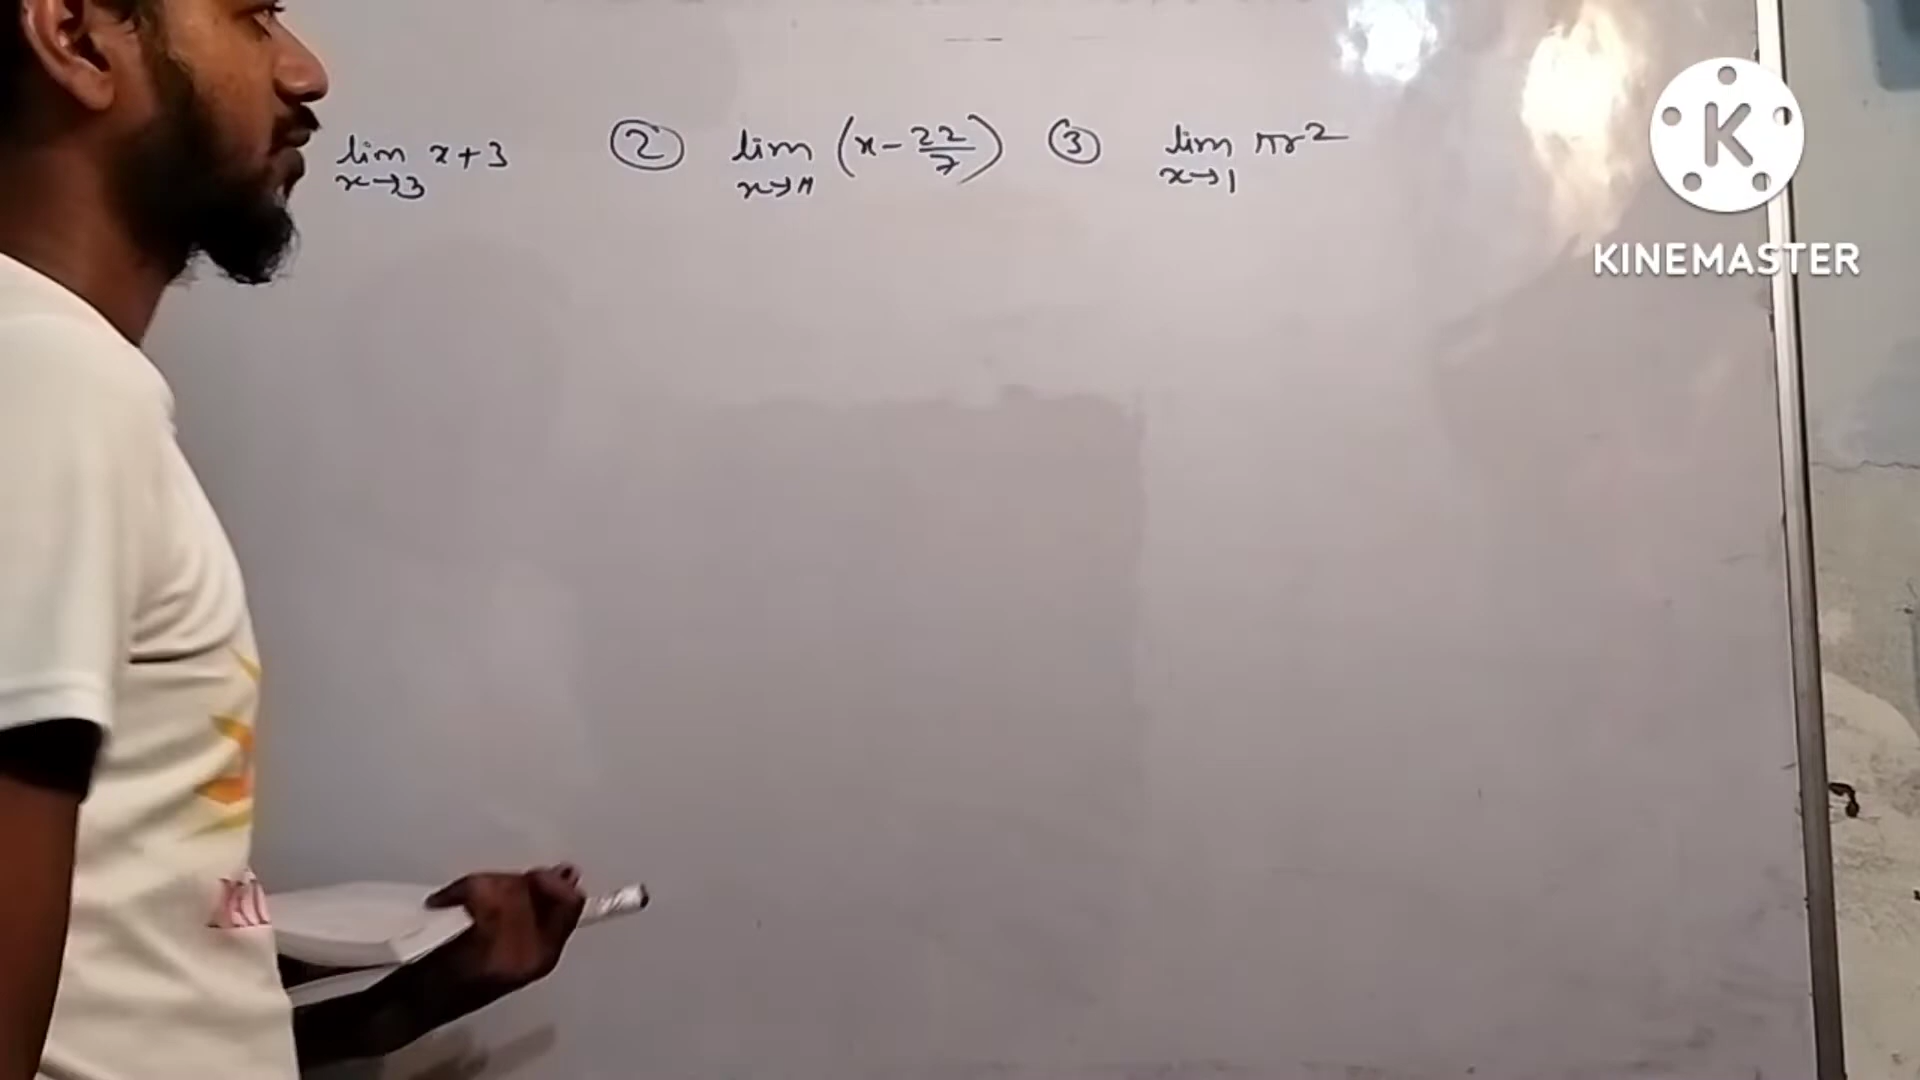 lim x→3 x+3 ② lim x→π (x-22/7) ③ lim x→1 πr²
K
KINEMASTER